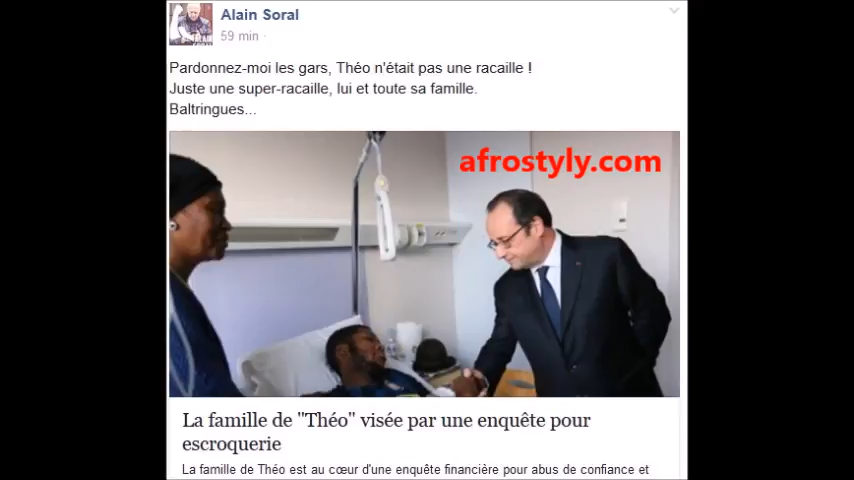 Alain Soral
59 min ·
Pardonnez-moi les gars, Théo n'était pas une racaille !
Juste une super-racaille, lui et toute sa famille.
Baltringues...
afrostyly.com
La famille de "Théo" visée par une enquête pour
escroquerie
La famille de Théo est au cœur d'une enquête financière pour abus de confiance et